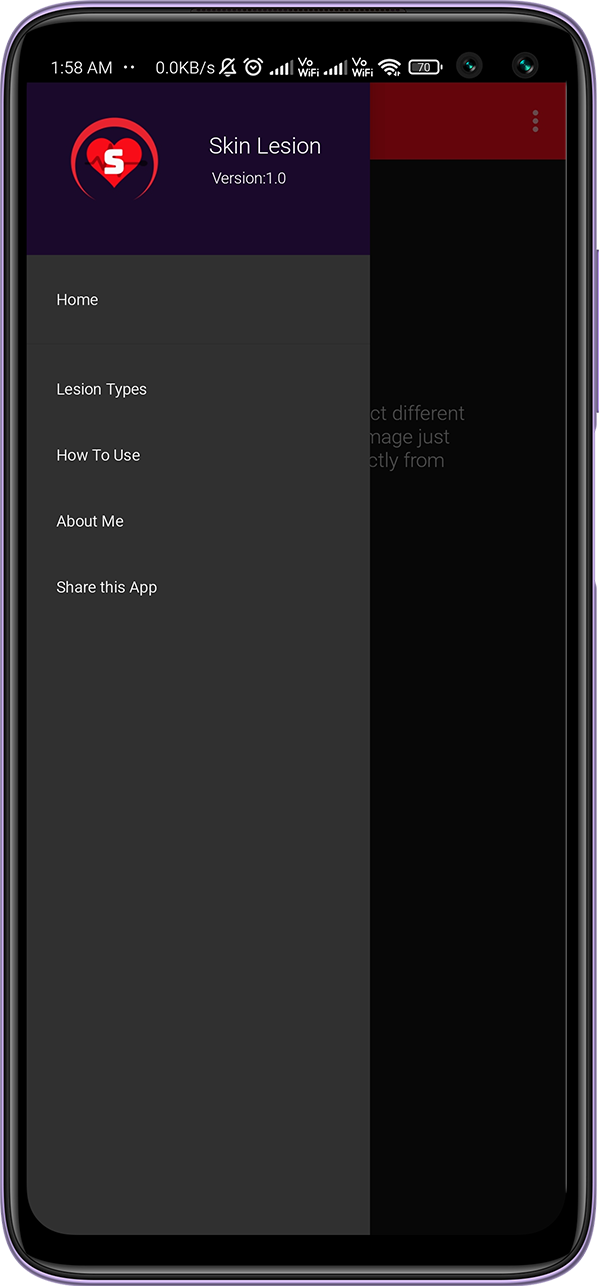 1:58 AM 0.0KB/s Vo WiFi Vo WiFi 70
S
Skin Lesion
Version:1.0
Home
Lesion Types
How To Use
About Me
Share this App
ct different
mage just
ctly from